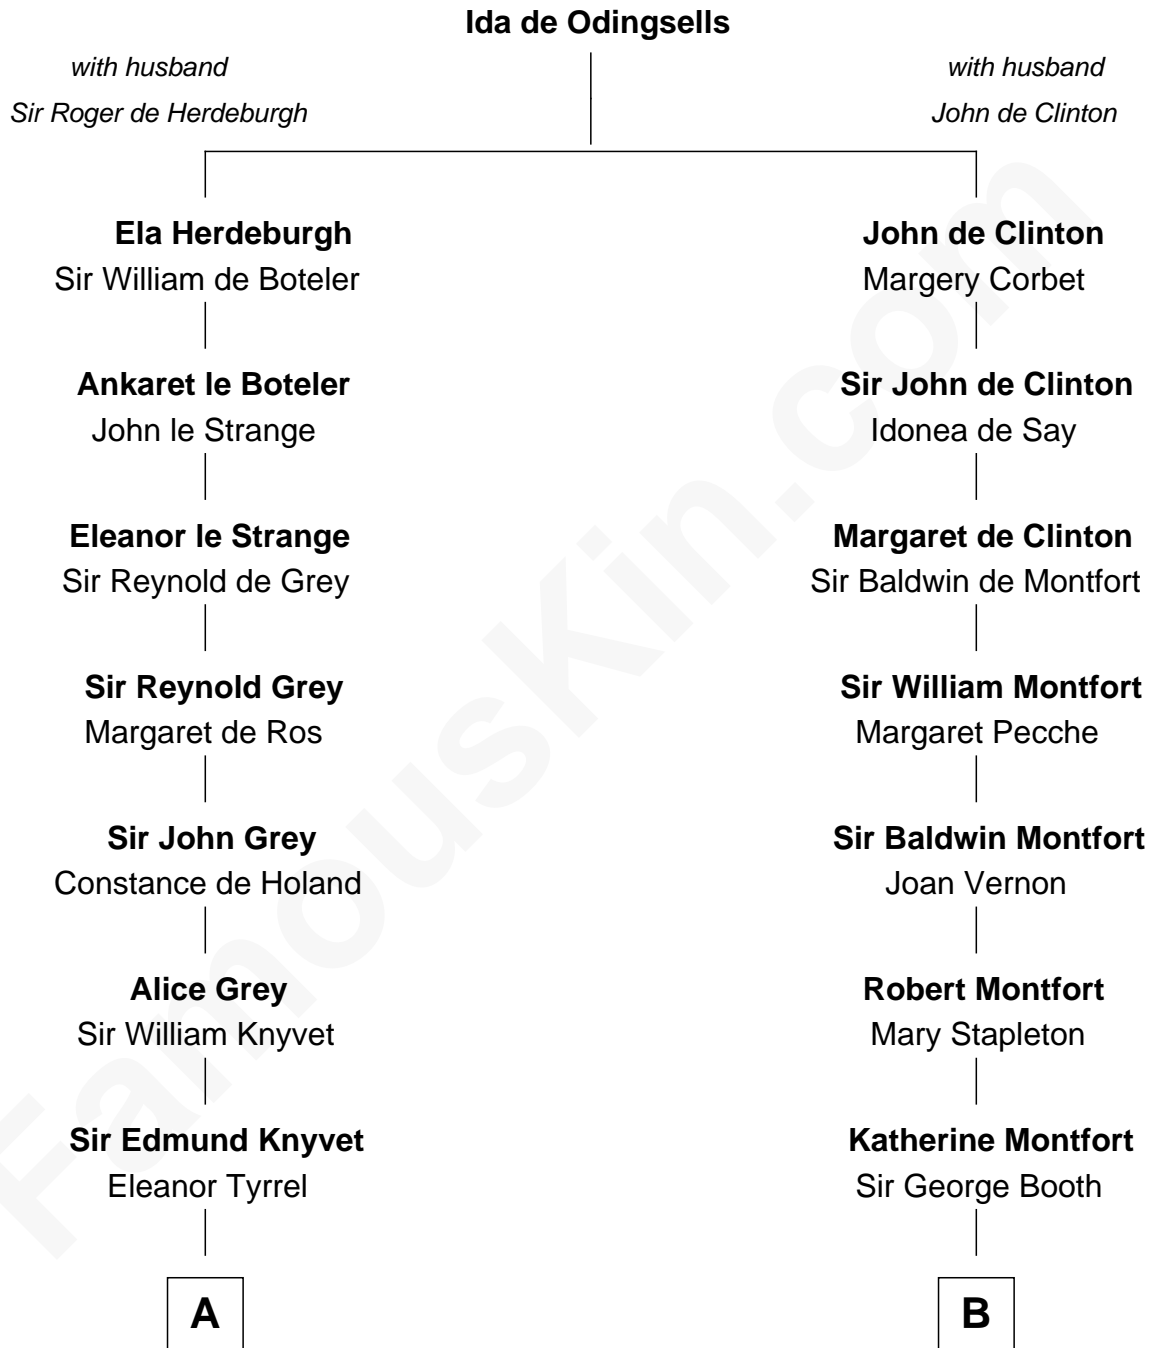 Ida de Odingsells
with husband
Sir Roger de Herdeburgh
with husband
John de Clinton
Ela Herdeburgh
Sir William de Boteler
John de Clinton
Margery Corbet
Ankaret le Boteler
John le Strange
Sir John de Clinton
Idonea de Say
Eleanor le Strange
Sir Reynold de Grey
Margaret de Clinton
Sir Baldwin de Montfort
Sir Reynold Grey
Margaret de Ros
Sir William Montfort
Margaret Pecche
Sir John Grey
Constance de Holand
Sir Baldwin Montfort
Joan Vernon
Alice Grey
Sir William Knyvet
Robert Montfort
Mary Stapleton
Sir Edmund Knyvet
Eleanor Tyrrel
Katherine Montfort
Sir George Booth
A
B
FamousKin.com